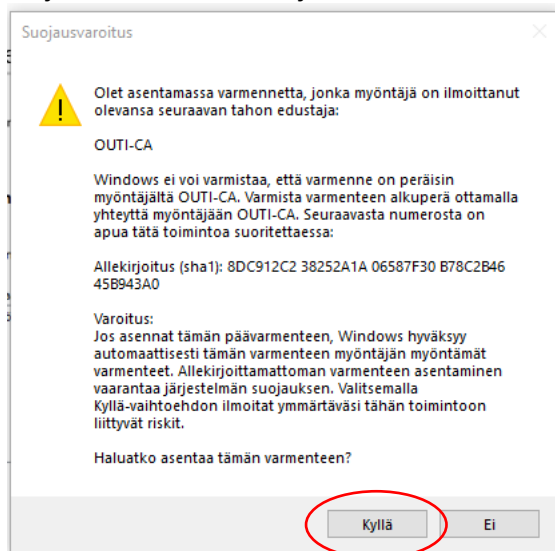 Suojausvaroitus
Olet asentamassa varmennetta, jonka myöntäjä on ilmoittanut
olevansa seuraavan tahon edustaja:
OUTI-CA
Windows ei voi varmistaa, että varmenne on peräisin
myöntäjältä OUTI-CA. Varmista varmenteen alkuperä ottamalla
yhteyttä myöntäjään OUTI-CA. Seuraavasta numerosta on
apua tätä toimintoa suoritettaessa:
Allekirjoitus (sha1): 8DC912C2 38252A1A 06587F30 B78C2B46
45B943A0
Varoitus:
Jos asennat tämän päävarmenteen, Windows hyväksyy
automaattisesti tämän varmenteen myöntäjän myöntämät
varmenteet. Allekirjoittamattoman varmenteen asentaminen
vaarantaa järjestelmän suojauksen. Valitsemalla
Kyllä-vaihtoehdon ilmoitat ymmärtäväsi tähän toimintoon
liittyvät riskit.
Haluatko asentaa tämän varmenteen?
Kyllä Ei